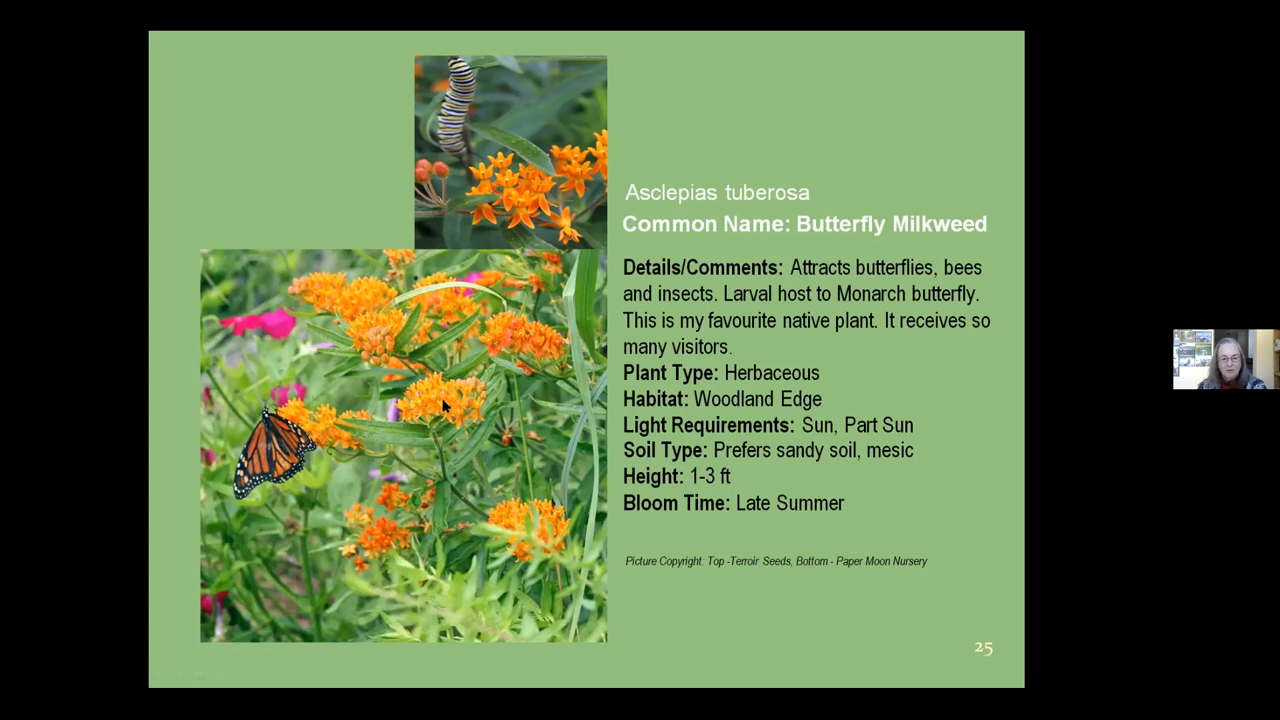 Asclepias tuberosa
Common Name: Butterfly Milkweed
Details/Comments: Attracts butterflies, bees
and insects. Larval host to Monarch butterfly.
This is my favourite native plant. It receives so
many visitors.
Plant Type: Herbaceous
Habitat: Woodland Edge
Light Requirements: Sun, Part Sun
Soil Type: Prefers sandy soil, mesic
Height: 1-3 ft
Bloom Time: Late Summer
Picture Copyright: Top -Terroir Seeds, Bottom - Paper Moon Nursery
25